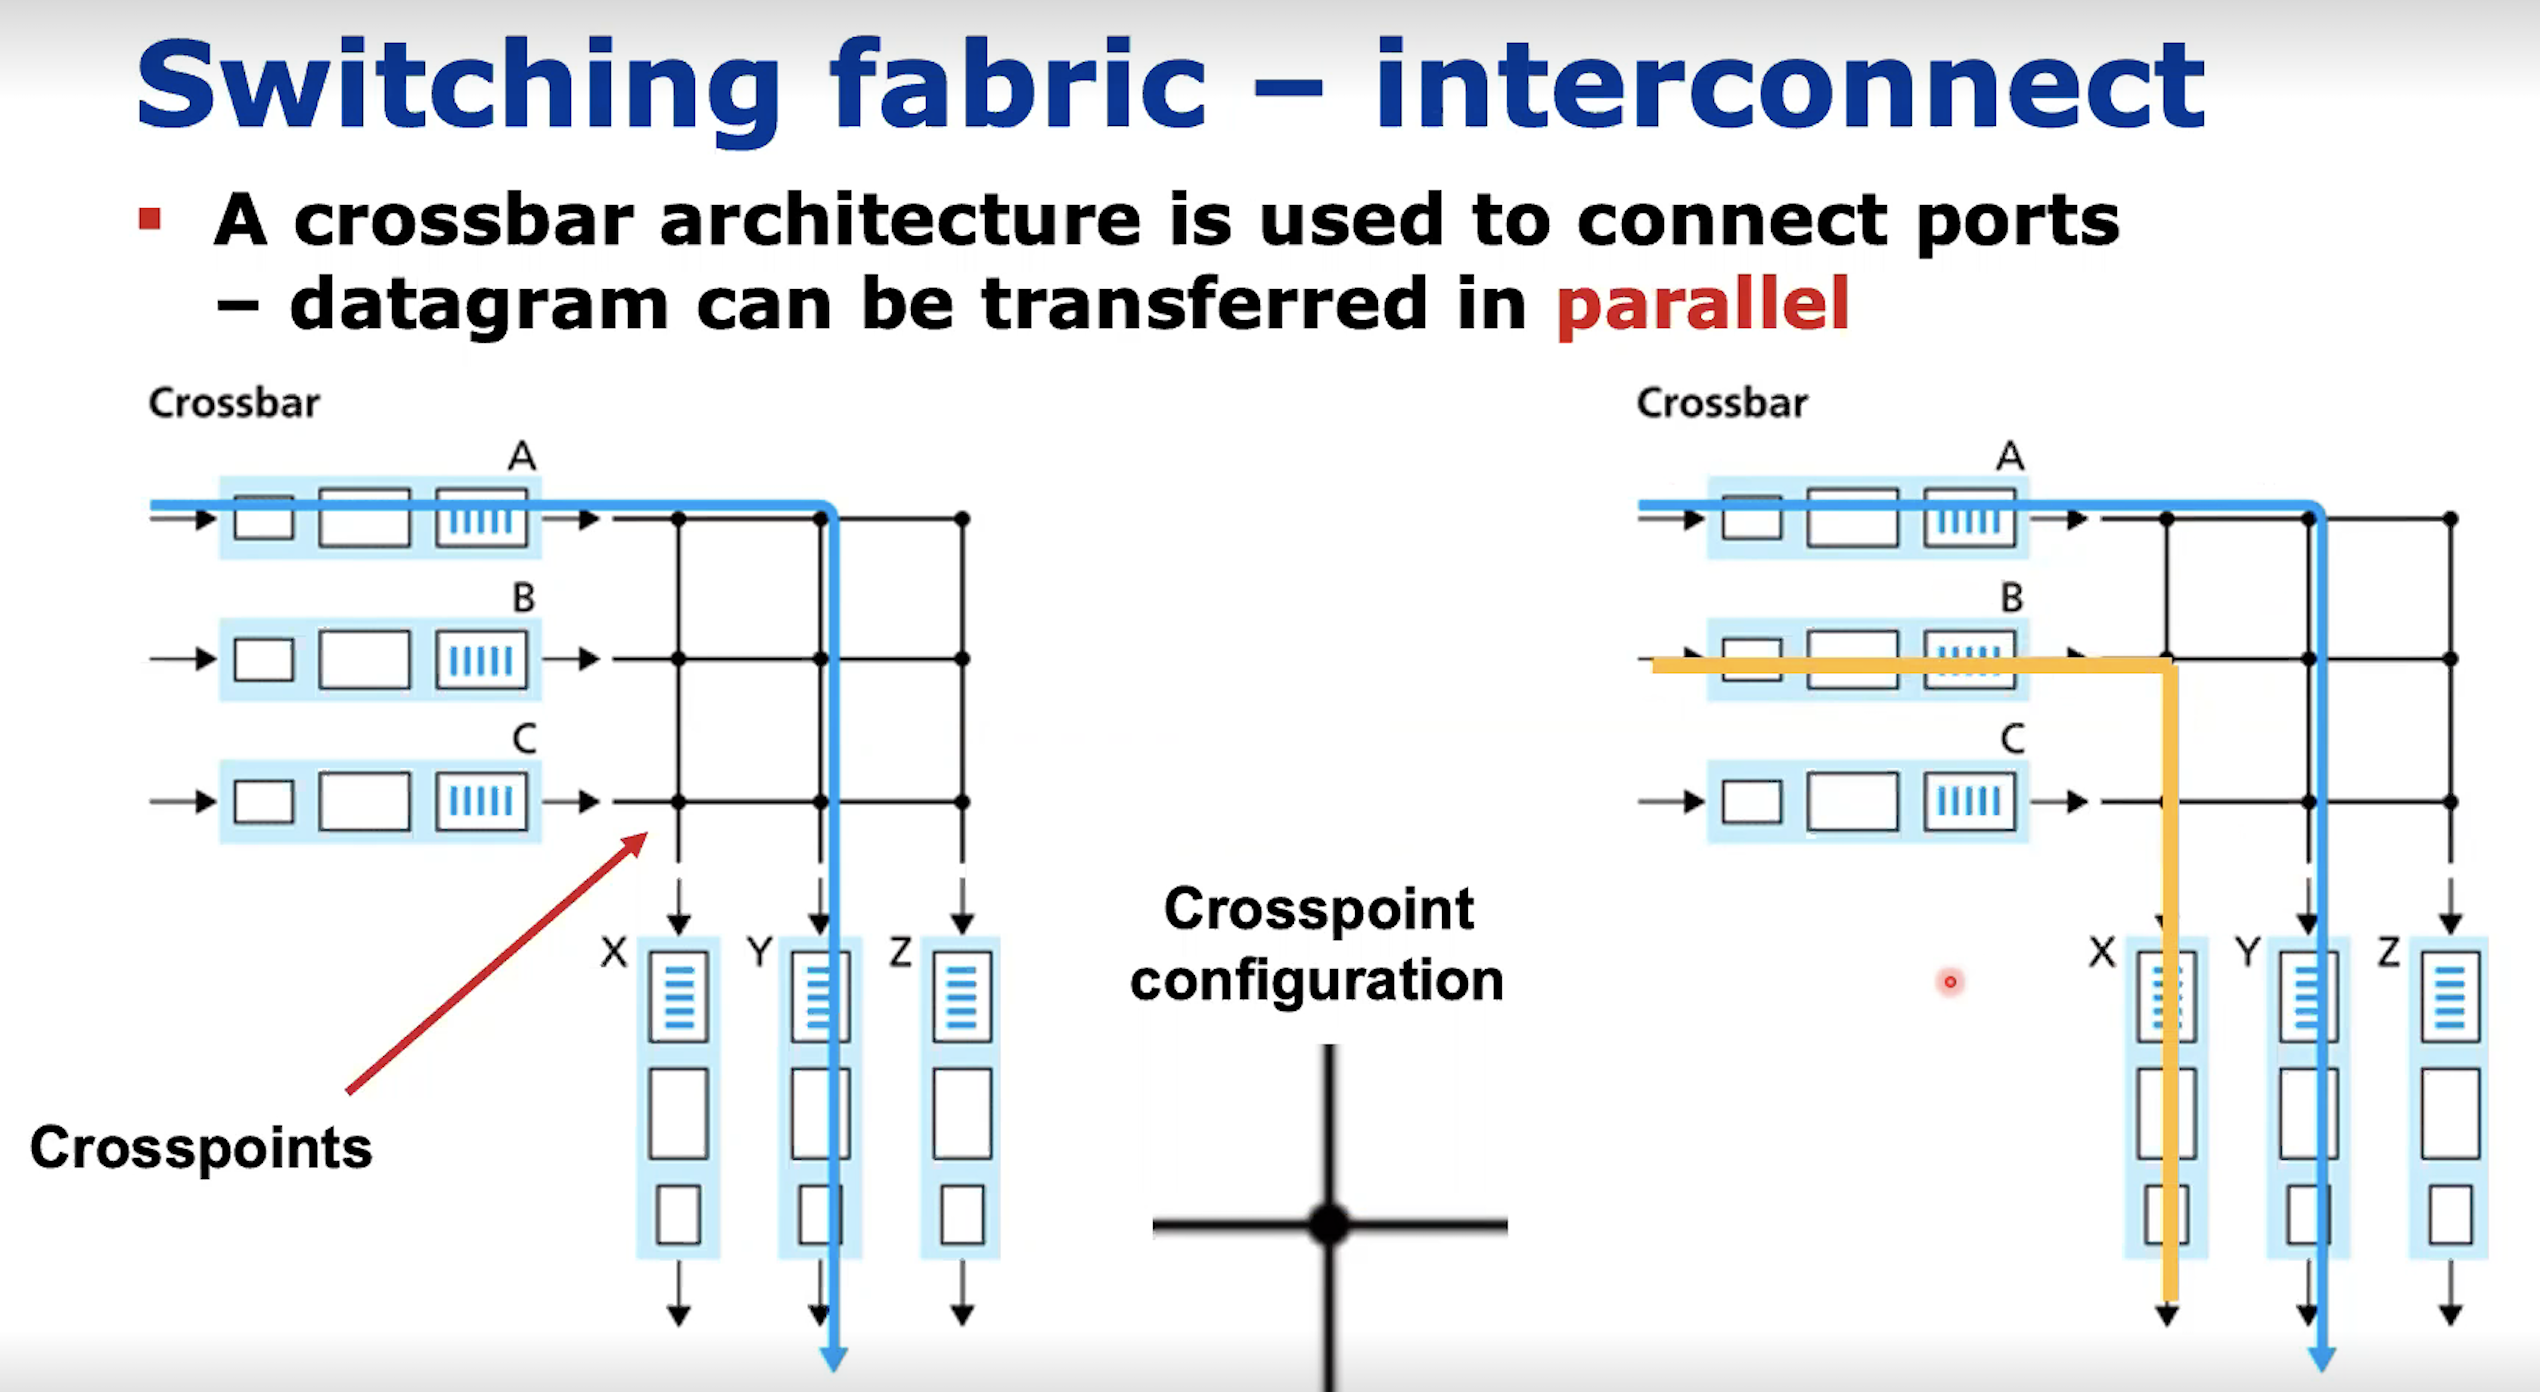 Switching fabric – interconnect
▪ A crossbar architecture is used to connect ports
– datagram can be transferred in parallel
Crossbar
A
B
C
X
Y
Z
Crosspoints
Crosspoint
configuration
Crossbar
A
B
C
X
Y
Z